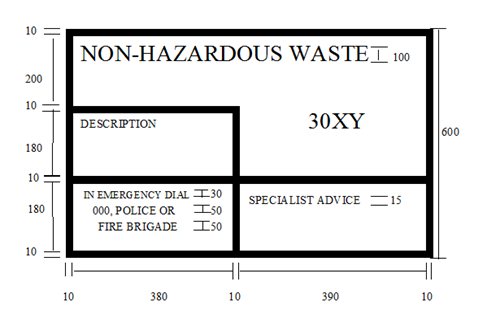 10
NON-HAZARDOUS WASTE 100
200
10
DESCRIPTION
30XY
600
180
10
IN EMERGENCY DIAL 30
000, POLICE OR 50
FIRE BRIGADE 50
SPECIALIST ADVICE 15
180
10
10 380 10 390 10